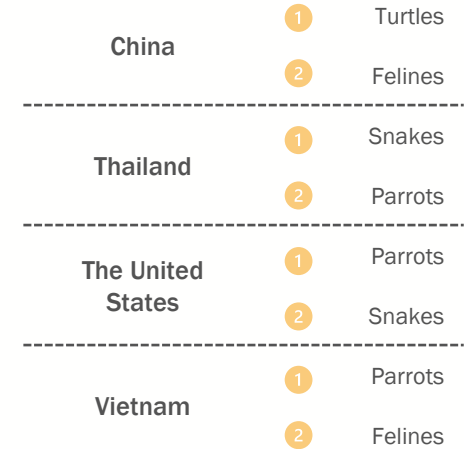 China
1 Turtles
2 Felines
Thailand
1 Snakes
2 Parrots
The United
States
1 Parrots
2 Snakes
Vietnam
1 Parrots
2 Felines